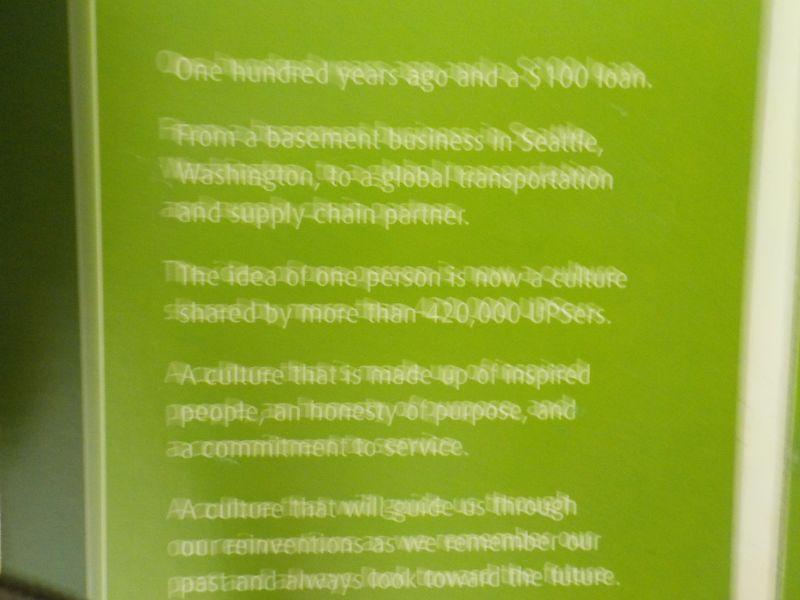 One hundred years ago and a $100 loan.
From a basement business in Seattle,
Washington, to a global transportation
and supply chain partner.
The idea of one person is now a culture
shared by more than 420,000 UPSers.
A culture that is made up of inspired
people, an honesty of purpose, and
a commitment to service.
A culture that will guide us through
our reinventions as we remember our
past and always look toward the future.